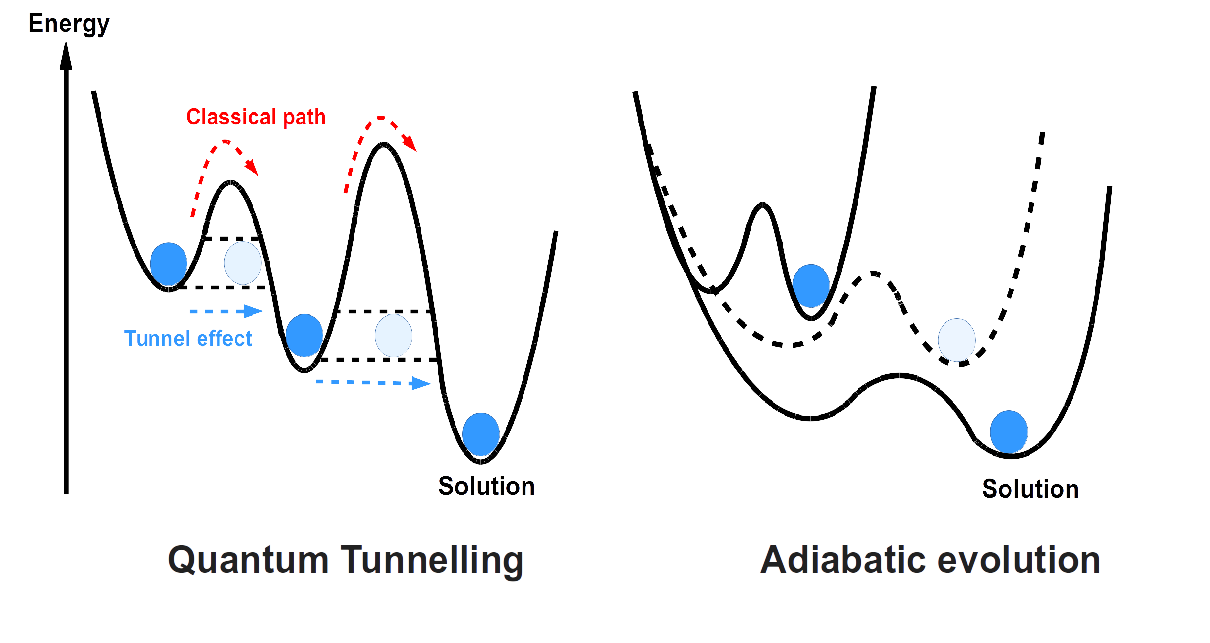 Energy
Classical path
Tunnel effect
Solution
Quantum Tunnelling
Solution
Adiabatic evolution